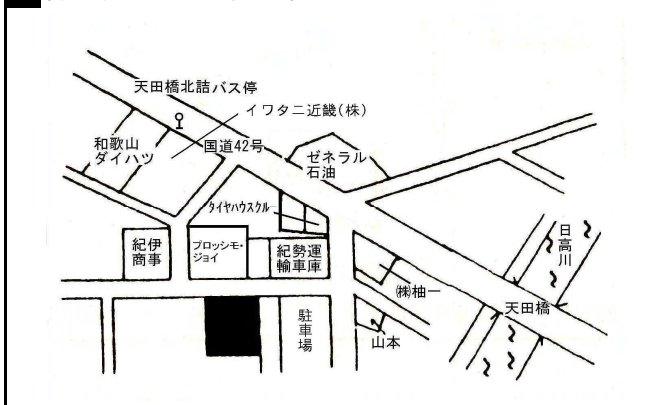 天田橋北詰バス停
イワタニ近畿(株)
和歌山
ダイハツ
国道42号
ゼネラル
石油
タイヤハウスクル
紀伊
商事
プロッシモ・
ジョイ
紀勢運
輸車庫
日高川
㈱柚一
天田橋
駐車場
山本